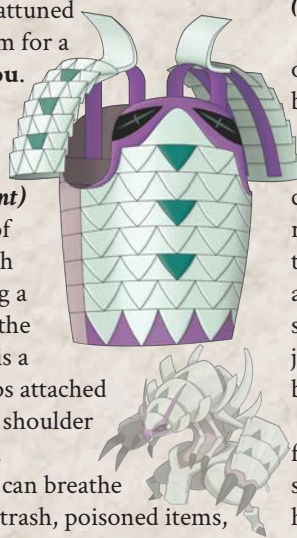 attuned
m for a
ou.
nt)
of
h
g a
the
is a
os attached
shoulder
can breathe
trash, poisoned items,